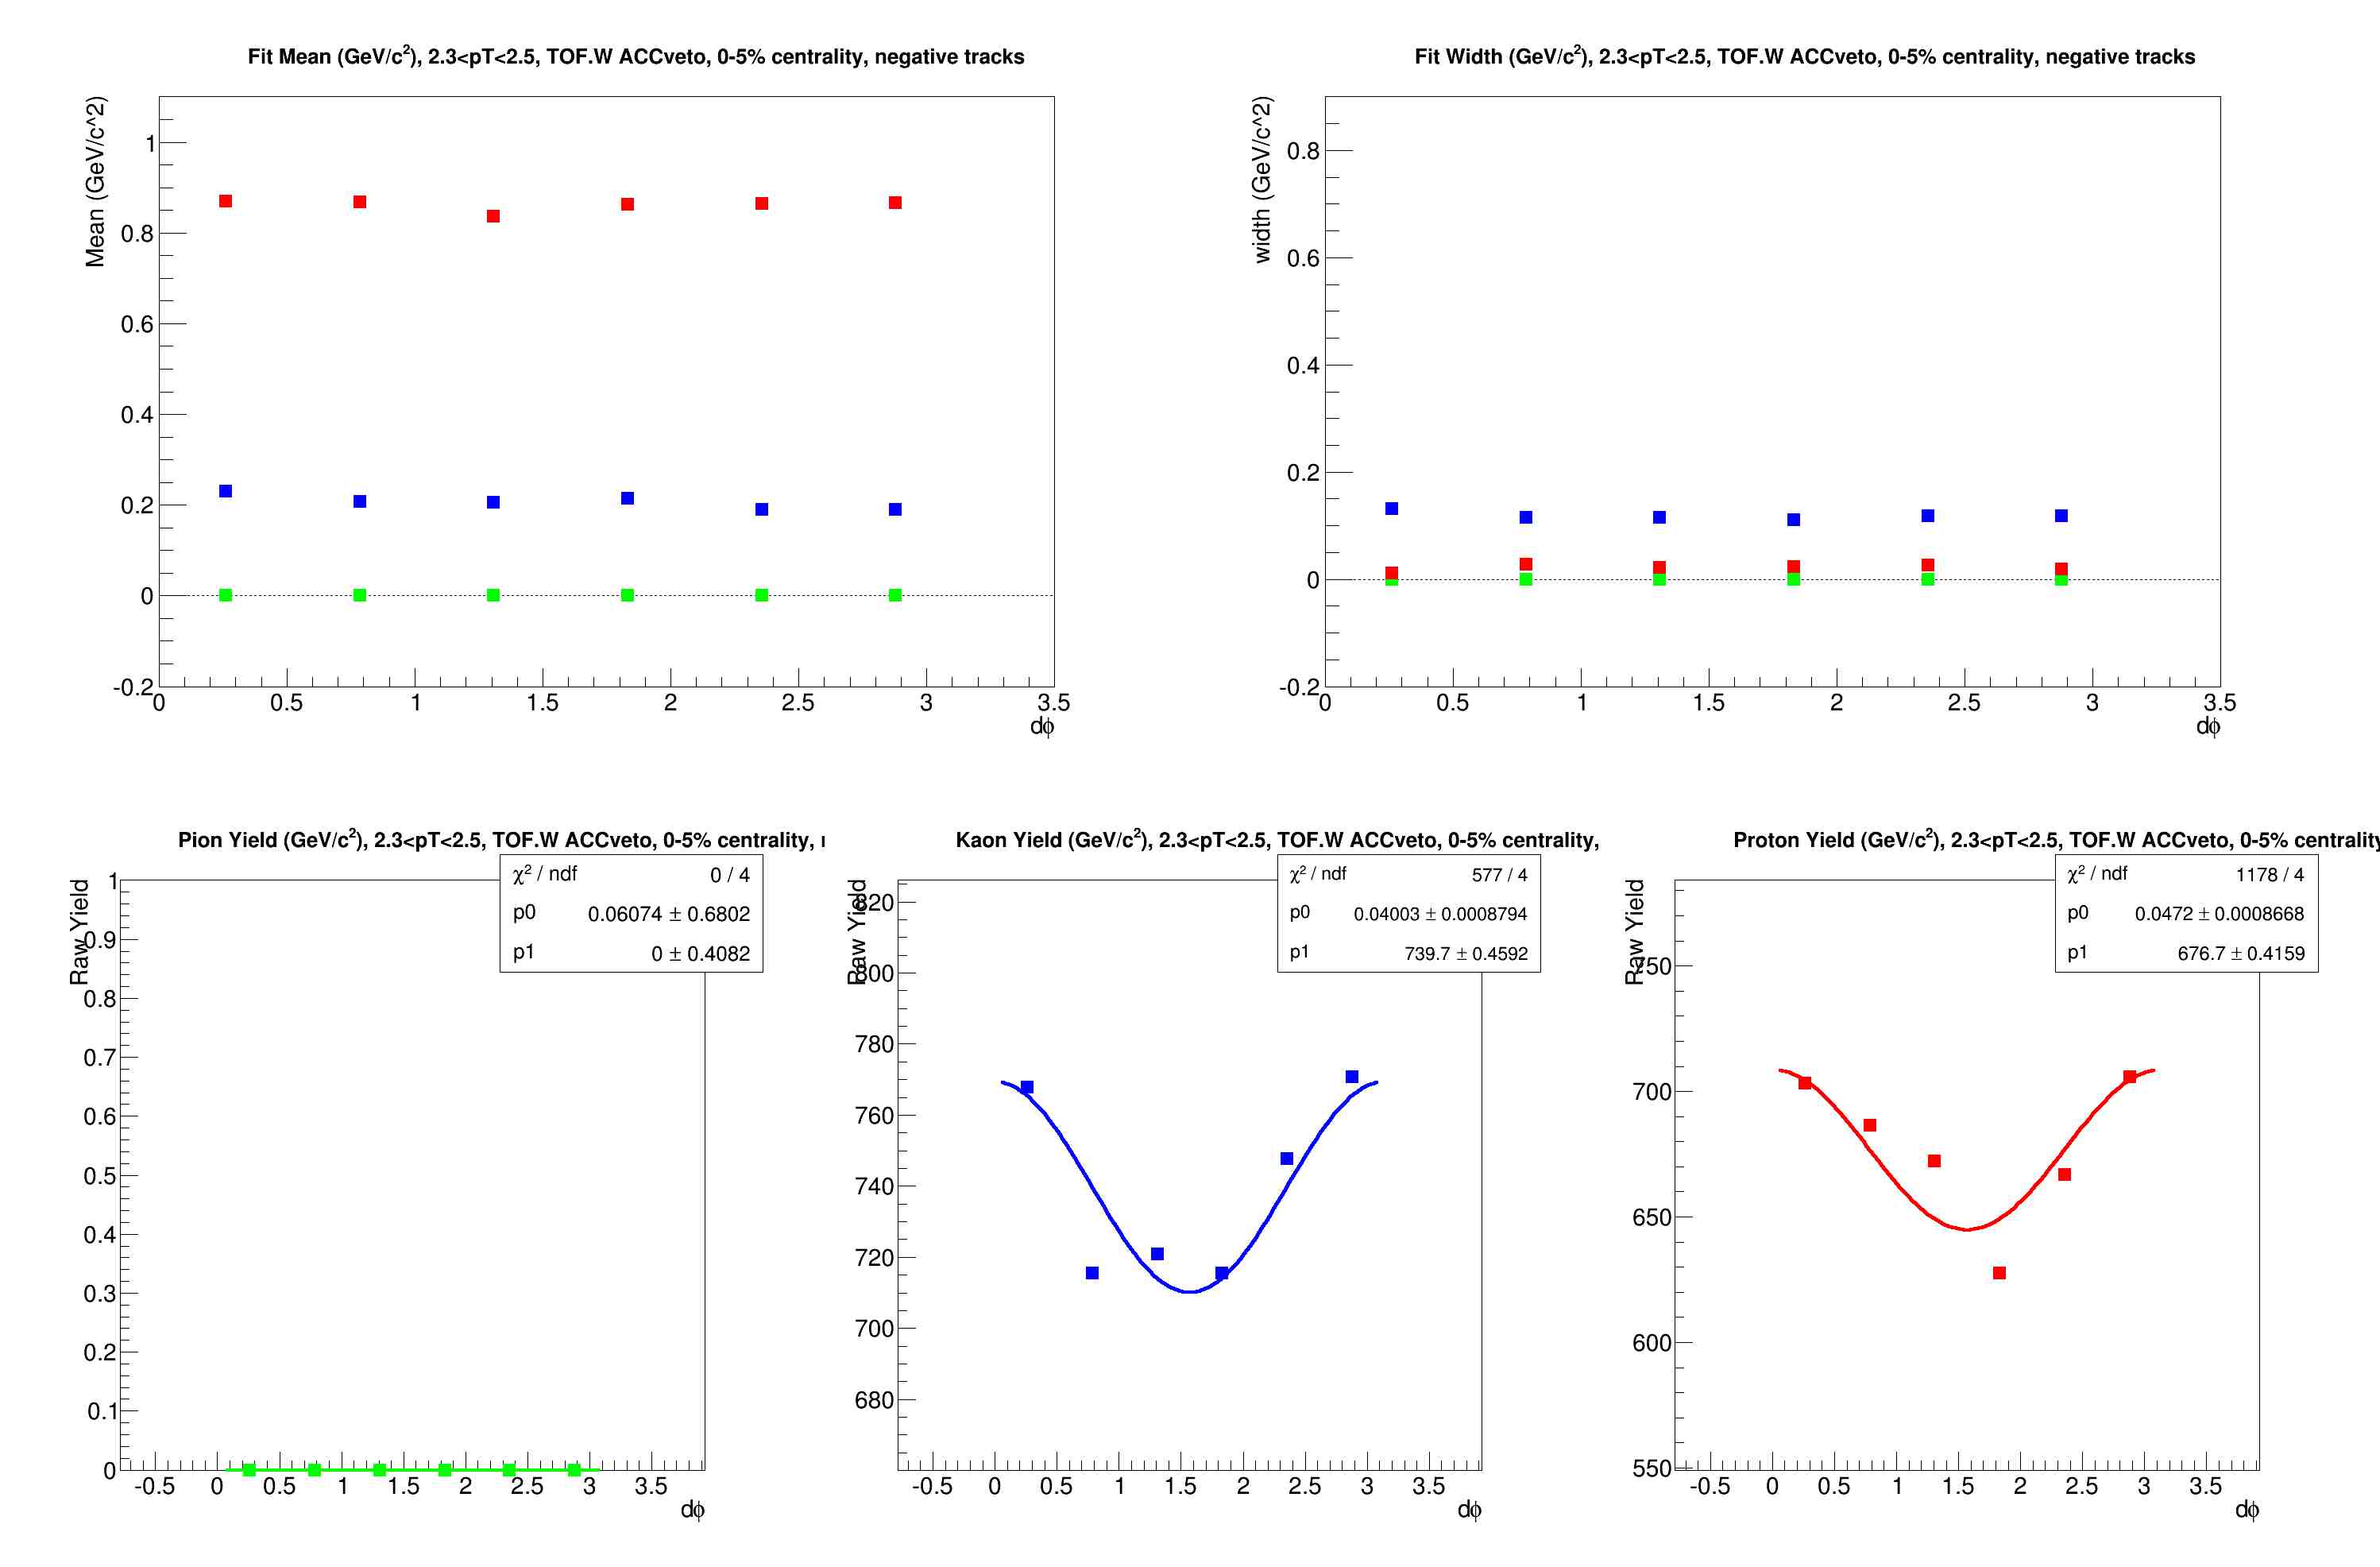 Fit Mean (GeV/c²), 2.3<pT<2.5, TOF.W ACCveto, 0-5% centrality, negative tracks
Mean (GeV/c^2)
1
0.8
0.6
0.4
0.2
0
-0.2
0 0.5 1 1.5 2 2.5 3 3.5
dϕ
Fit Width (GeV/c²), 2.3<pT<2.5, TOF.W ACCveto, 0-5% centrality, negative tracks
width (GeV/c^2)
0.8
0.6
0.4
0.2
0
-0.2
0 0.5 1 1.5 2 2.5 3 3.5
dϕ
Pion Yield (GeV/c²), 2.3<pT<2.5, TOF.W ACCveto, 0-5% centrality,
χ² / ndf 0 / 4
p0 0.06074 ± 0.6802
p1 0 ± 0.4082
Raw Yield
1
0.9
0.8
0.7
0.6
0.5
0.4
0.3
0.2
0.1
0
-0.5 0 0.5 1 1.5 2 2.5 3 3.5
dϕ
Kaon Yield (GeV/c²), 2.3<pT<2.5, TOF.W ACCveto, 0-5% centrality,
χ² / ndf 577 / 4
p0 0.04003 ± 0.0008794
p1 739.7 ± 0.4592
Raw Yield
820
800
780
760
740
720
700
680
-0.5 0 0.5 1 1.5 2 2.5 3 3.5
dϕ
Proton Yield (GeV/c²), 2.3<pT<2.5, TOF.W ACCveto, 0-5% centrality
χ² / ndf 1178 / 4
p0 0.0472 ± 0.0008668
p1 676.7 ± 0.4159
Raw Yield
750
700
650
600
550
-0.5 0 0.5 1 1.5 2 2.5 3 3.5
dϕ